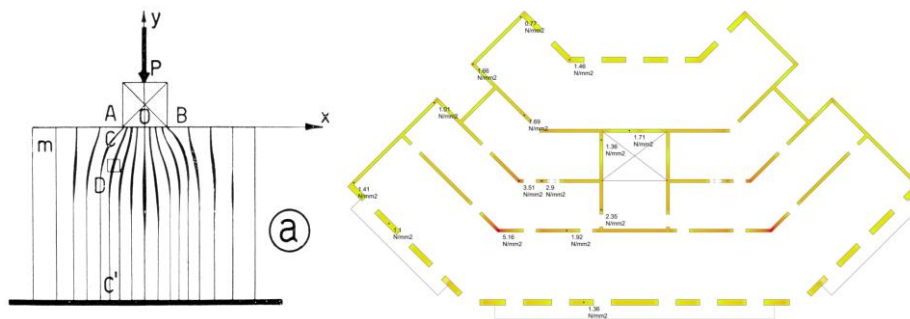 y
P
A
O
B
x
m
C
D
C'
a
0.77
N/mm2
1.46
N/mm2
1.66
N/mm2
1.01
N/mm2
1.69
N/mm2
1.71
N/mm2
1.36
N/mm2
3.51
N/mm2
2.9
N/mm2
1.41
N/mm2
2.35
N/mm2
1.1
N/mm2
5.16
N/mm2
1.92
N/mm2
1.36
N/mm2